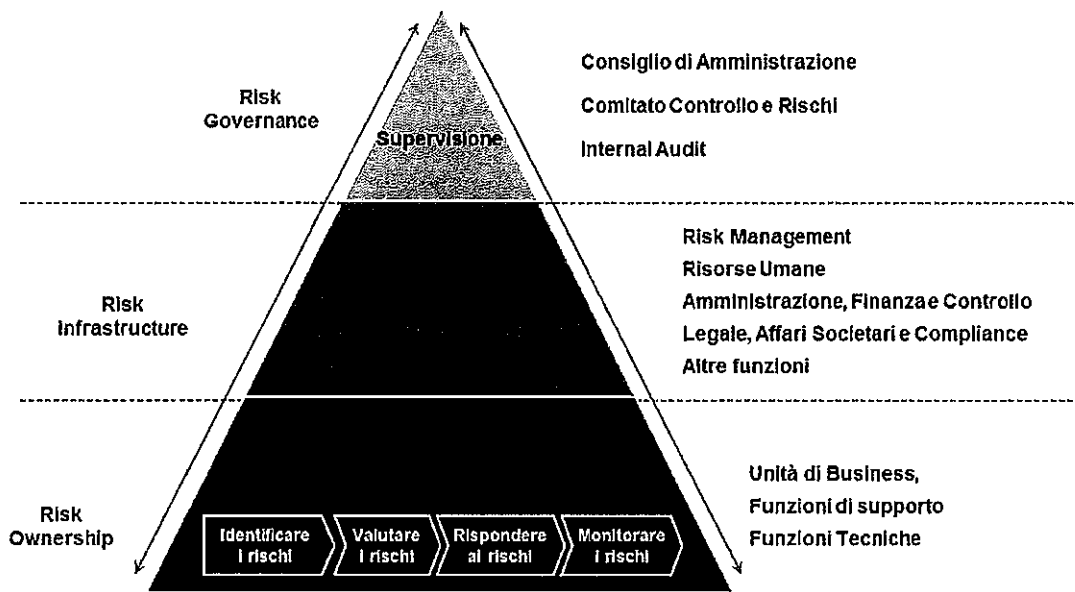 Risk
Governance
Supervisione
Consiglio di Amministrazione
Comitato Controllo e Rischi
Internal Audit
Risk
Infrastructure
Risk Management
Risorse Umane
Amministrazione, Finanza e Controllo
Legale, Affari Societari e Compliance
Altre funzioni
Risk
Ownership
Identificare
i rischi
Valutare
i rischi
Rispondere
ai rischi
Monitorare
i rischi
Unità di Business,
Funzioni di supporto
Funzioni Tecniche